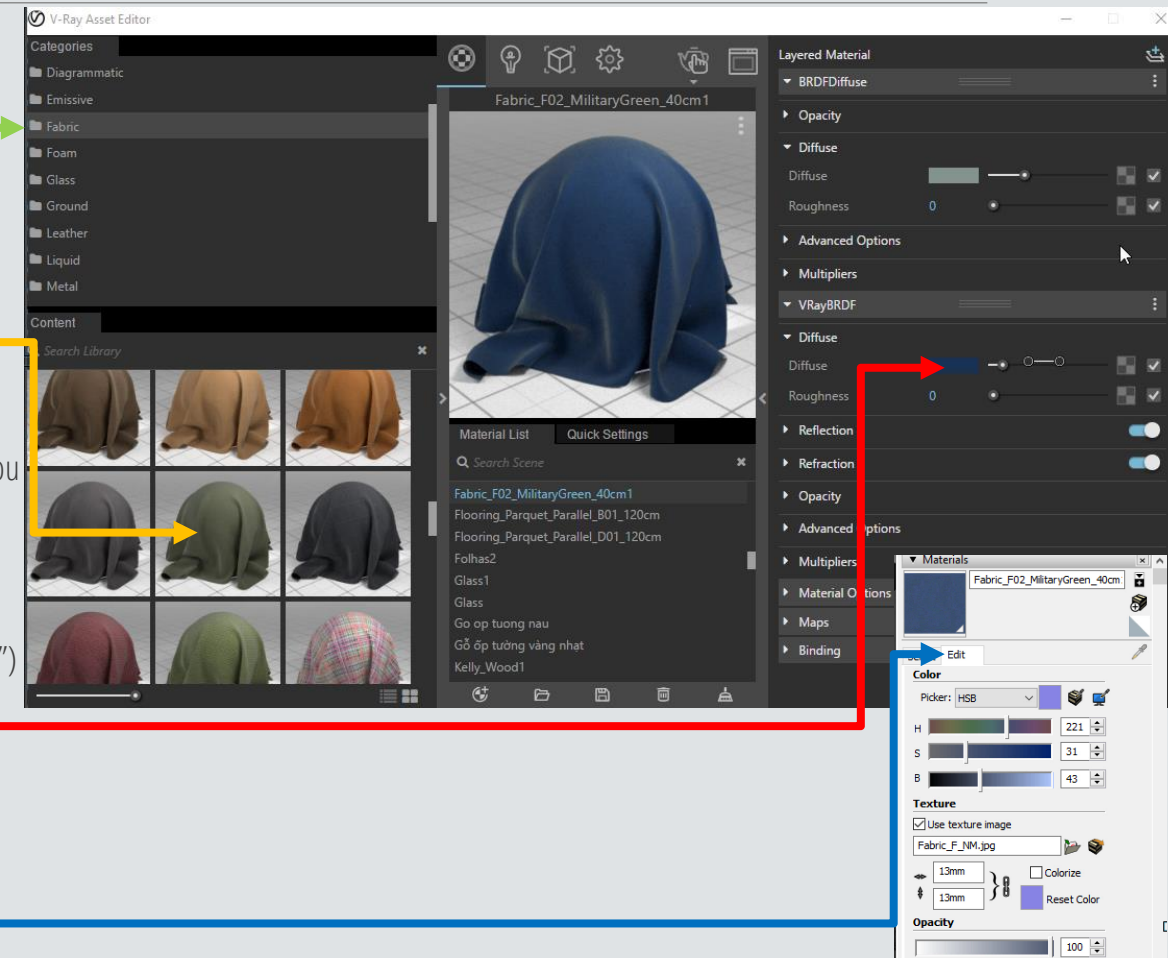 V-Ray Asset Editor
Categories
Diagrammatic
Emissive
Fabric
Foam
Glass
Ground
Leather
Liquid
Metal
Content
Search Library
ou
")
Fabric_F02_MilitaryGreen_40cm1
Material List Quick Settings
Search Scene
Fabric_F02_MilitaryGreen_40cm1
Flooring_Parquet_Parallel_B01_120cm
Flooring_Parquet_Parallel_D01_120cm
Folhas2
Glass1
Glass
Go op tuong nau
Gỗ ốp tường vàng nhạt
Kelly_Wood1
Layered Material
BRDFDiffuse
Opacity
Diffuse
Diffuse
Roughness 0
Advanced Options
Multipliers
VRayBRDF
Diffuse
Diffuse
Roughness 0
Reflection
Refraction
Opacity
Advanced Options
Multipliers
Material Options
Maps
Binding
Materials
Fabric_F02_MilitaryGreen_40cm
Edit
Color
Picker: HSB
H 221
S 31
B 43
Texture
Use texture image
Fabric_F_NM.jpg
13mm Colorize
13mm Reset Color
Opacity
100